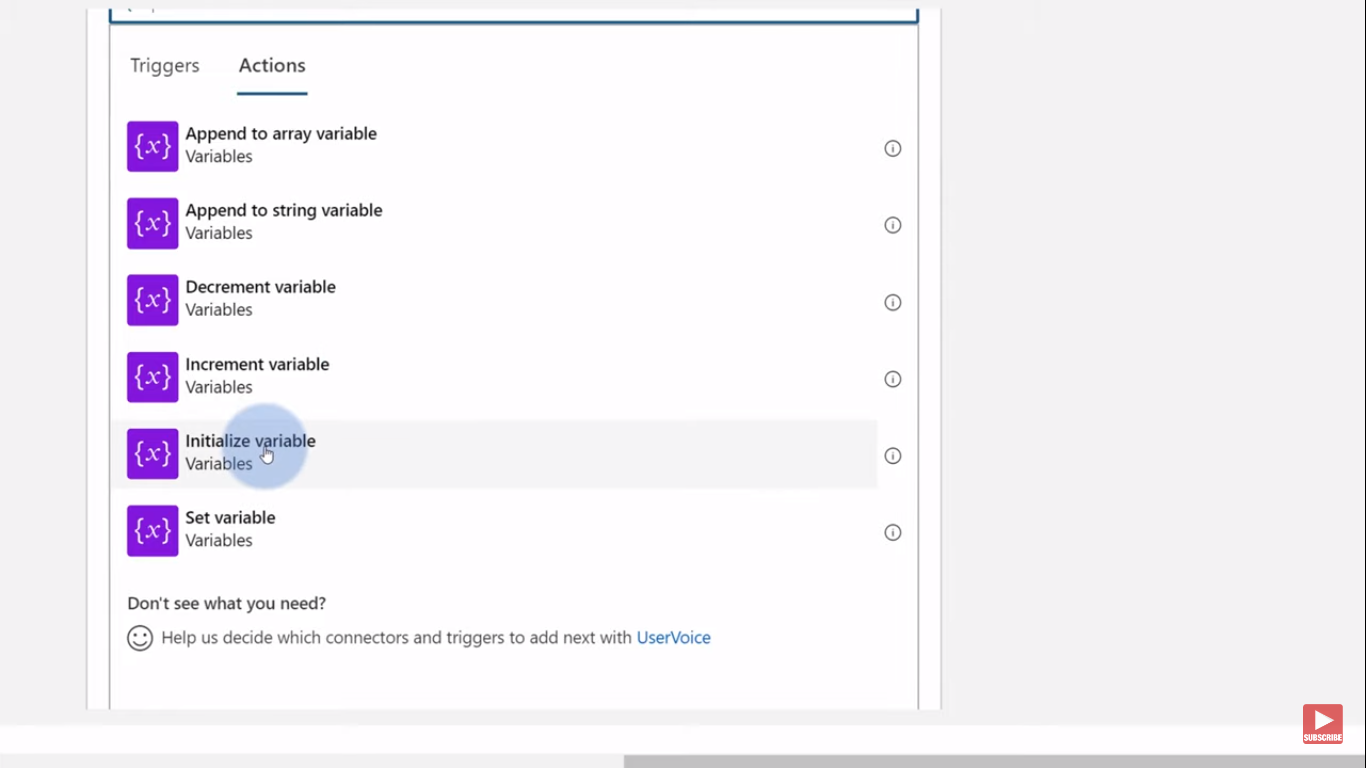 Triggers Actions
Append to array variable
Variables
Append to string variable
Variables
Decrement variable
Variables
Increment variable
Variables
Initialize variable
Variables
Set variable
Variables
Don't see what you need?
Help us decide which connectors and triggers to add next with UserVoice
SUBSCRIBE